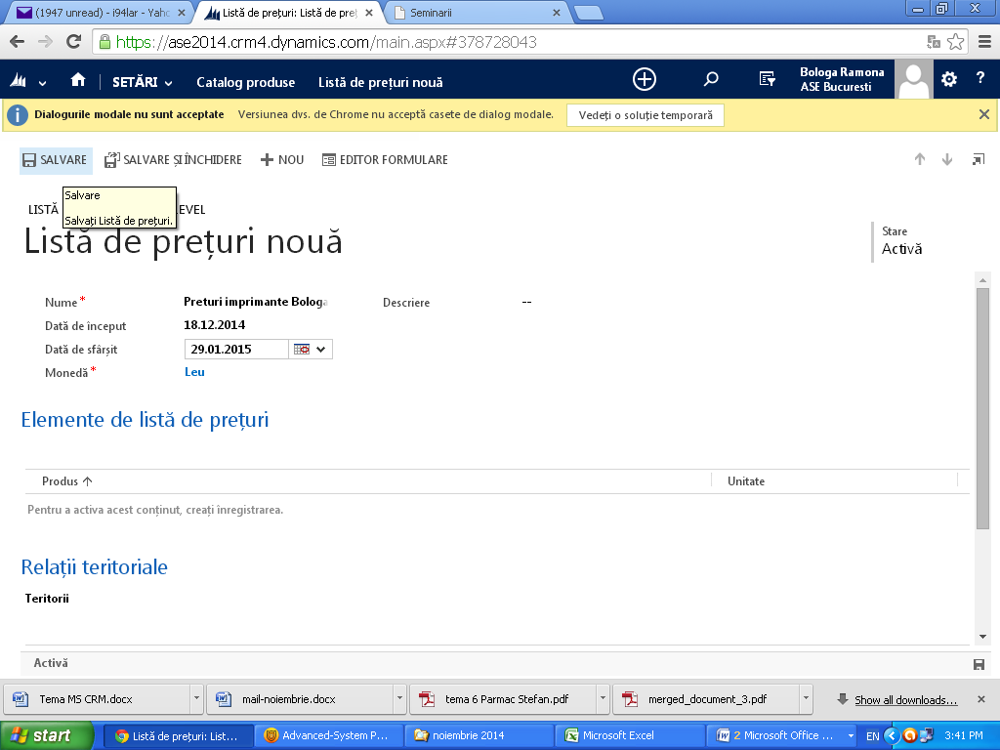 (1947 unread) - i94lar - Yaho
Listă de prețuri: Listă de preț
Seminarii
https://ase2014.crm4.dynamics.com/main.aspx#378728043
SETĂRI
Catalog produse
Listă de prețuri nouă
Bologa Ramona
ASE Bucuresti
?
Dialogurile modale nu sunt acceptate Versiunea dvs. de Chrome nu acceptă casete de dialog modale. Vedeți o soluție temporară
SALVARE
SALVARE ȘI ÎNCHIDERE
NOU
EDITOR FORMULARE
Salvare
Salvați Listă de prețuri.
LISTĂ EVEL
Listă de prețuri nouă
Stare
Activă
Nume* Preturi imprimante Bologa Descriere --
Dată de început 18.12.2014
Dată de sfârșit 29.01.2015
Monedă* Leu
Elemente de listă de prețuri
Produs Unitate
Pentru a activa acest conținut, creați înregistrarea.
Relații teritoriale
Teritorii
Activă
Tema MS CRM.docx
mail-noiembrie.docx
tema 6 Parmac Stefan.pdf
merged_document_3.pdf
Show all downloads...
start
Listă de prețuri: List...
Advanced-System P...
noiembrie 2014
Microsoft Excel
2 Microsoft Office ...
EN
3:41 PM